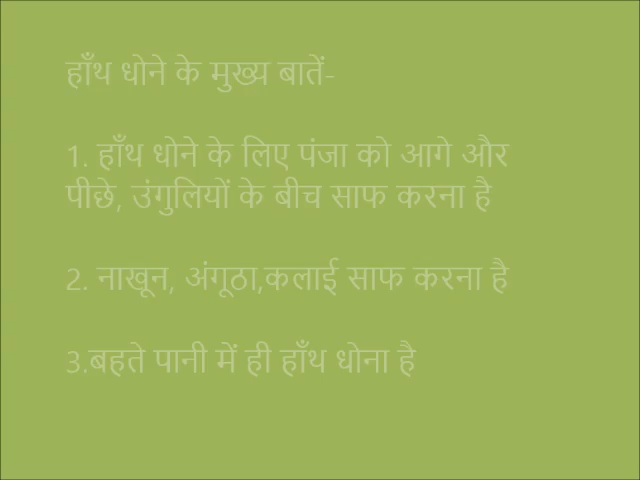 हाँथ धोने के मुख्य बातें-
1. हाँथ धोने के लिए पंजा को आगे और
पीछे, उंगुलियों के बीच साफ करना है
2. नाखून, अंगूठा,कलाई साफ करना है
3.बहते पानी में ही हाँथ धोना है